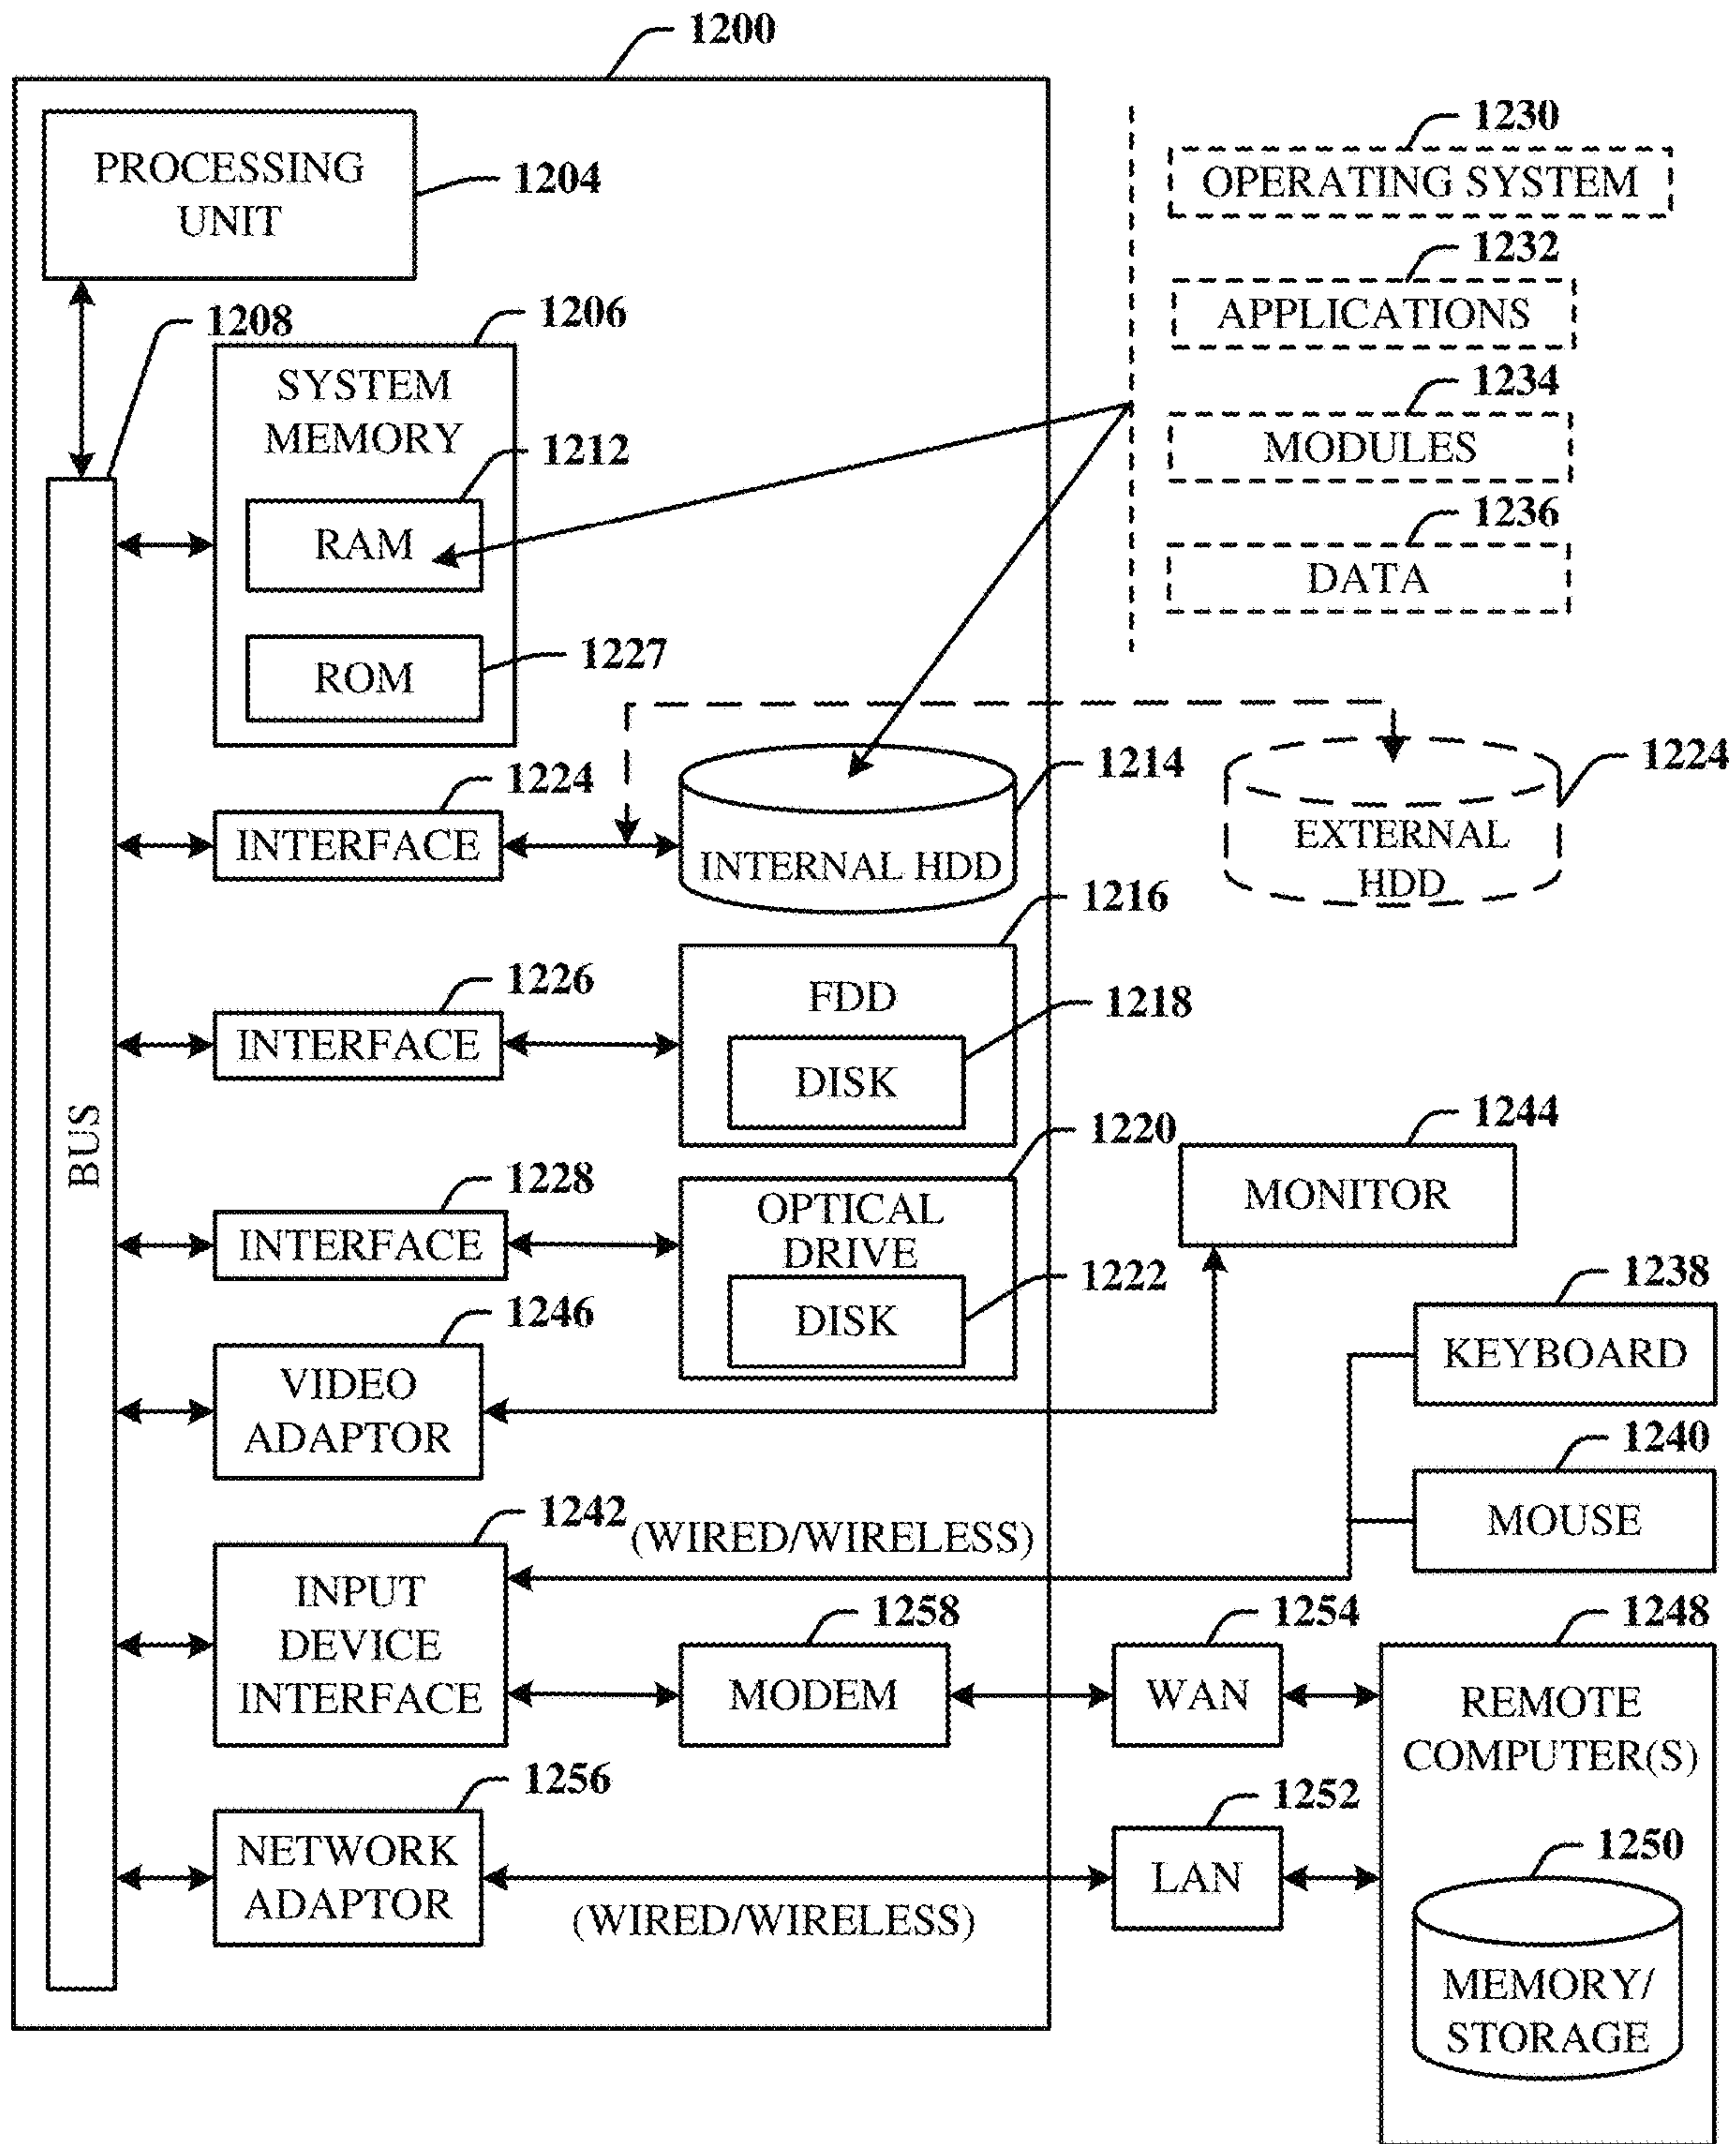 1200
PROCESSING
UNIT
1204
1230
OPERATING SYSTEM
1232
APPLICATIONS
1234
MODULES
1236
DATA
1208
1206
SYSTEM
MEMORY
1212
RAM
1227
ROM
1224
INTERFACE
1214
INTERNAL HDD
1224
EXTERNAL
HDD
1226
INTERFACE
1216
FDD
1218
DISK
BUS
1228
INTERFACE
1220
OPTICAL
DRIVE
1222
DISK
1244
MONITOR
1246
VIDEO
ADAPTOR
1238
KEYBOARD
1240
MOUSE
1242
(WIRED/WIRELESS)
INPUT
DEVICE
INTERFACE
1258
MODEM
1254
WAN
1248
REMOTE
COMPUTER(S)
1256
NETWORK
ADAPTOR
(WIRED/WIRELESS)
1252
LAN
1250
MEMORY/
STORAGE